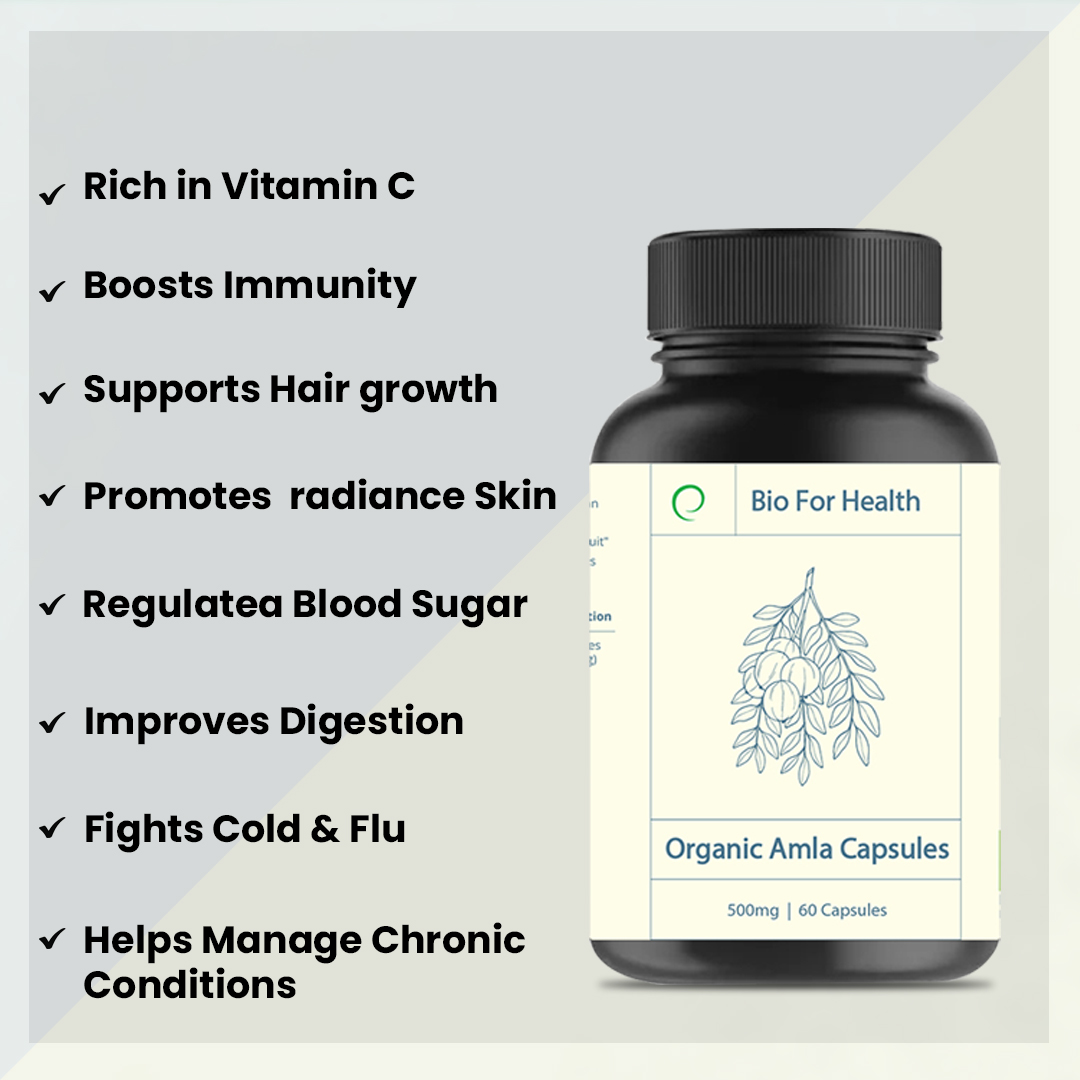 Rich in Vitamin C
Boosts Immunity
Supports Hair growth
Promotes  radiance Skin
Regulatea Blood Sugar
Improves Digestion
Fights Cold & Flu
Helps Manage Chronic
Conditions
Bio For Health
Organic Amla Capsules
500mg | 60 Capsules